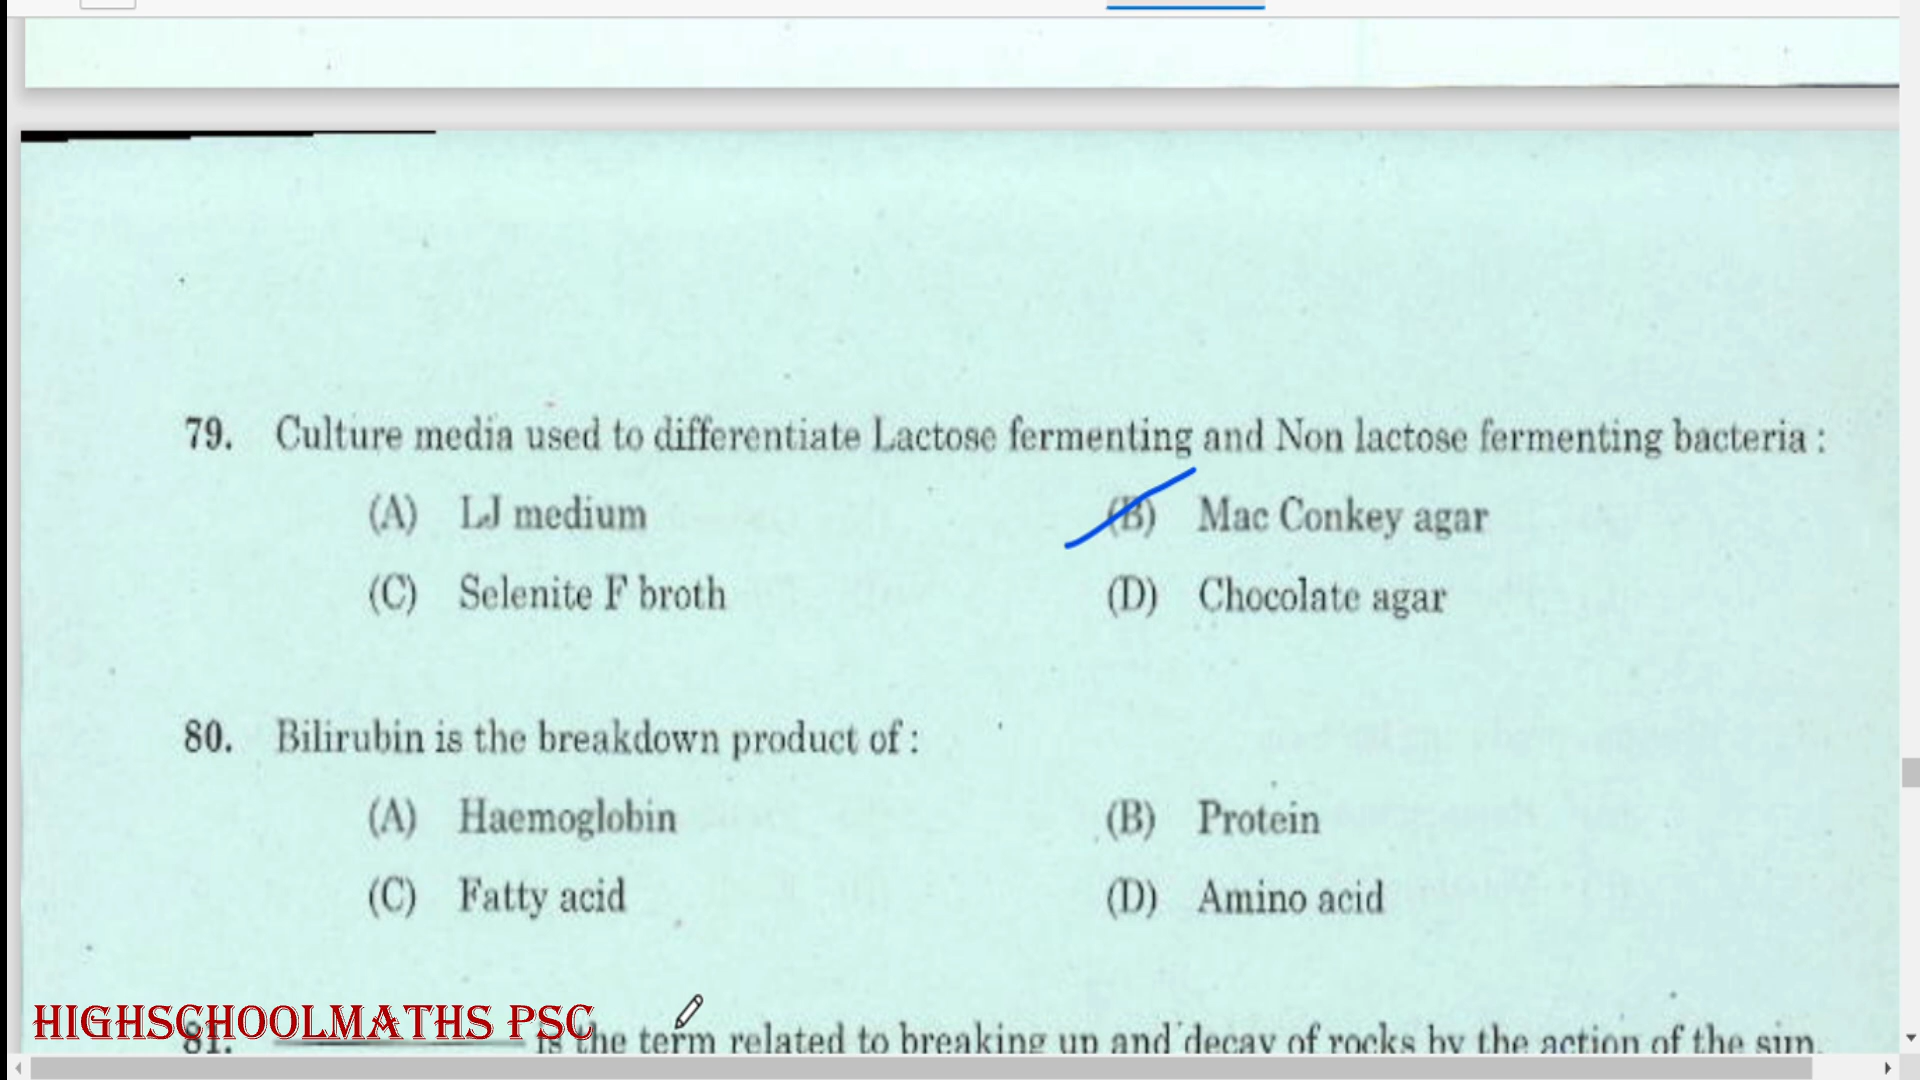 79. Culture media used to differentiate Lactose fermenting and Non lactose fermenting bacteria :
(A) LJ medium (B) Mac Conkey agar
(C) Selenite F broth (D) Chocolate agar
80. Bilirubin is the breakdown product of :
(A) Haemoglobin (B) Protein
(C) Fatty acid (D) Amino acid
HIGHSCHOOLMATHS PSC
81. __________ is the term related to breaking up and decay of rocks by the action of the sun,